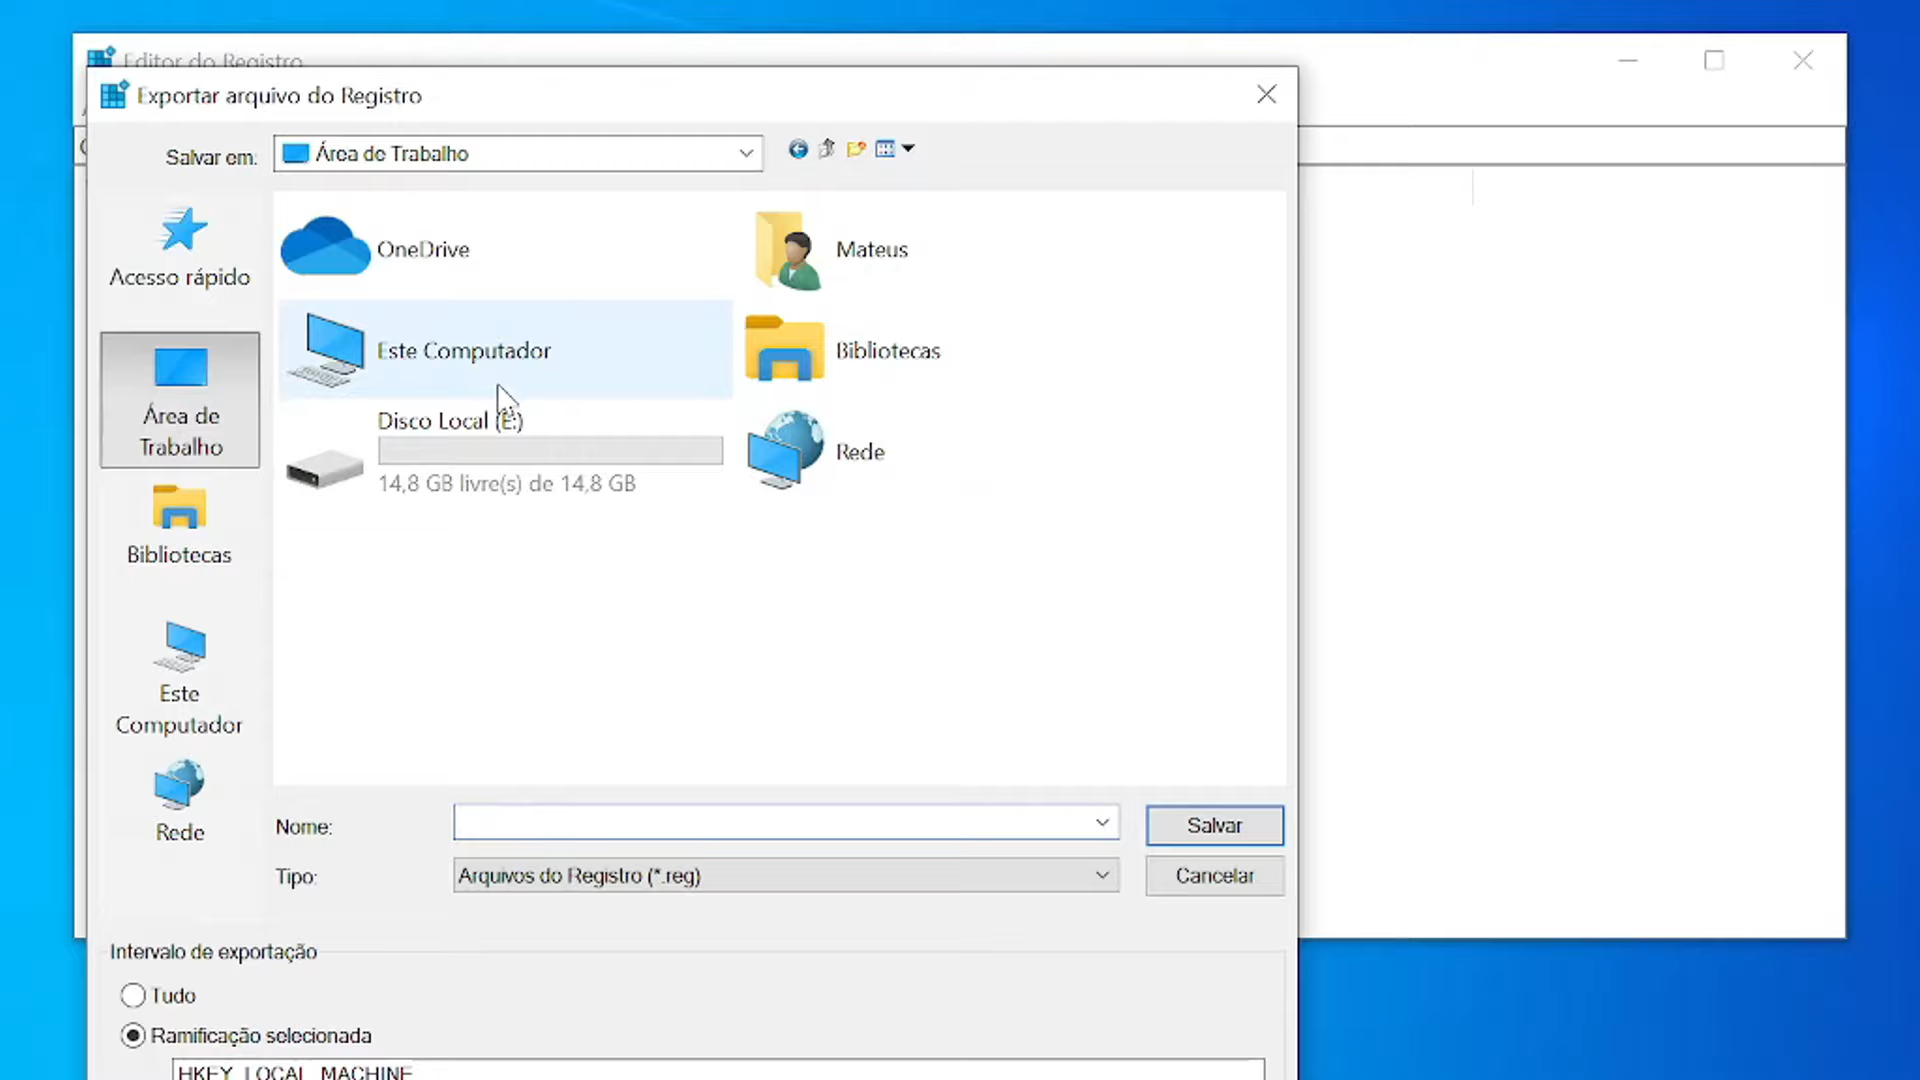 Editor do Registro
Exportar arquivo do Registro
Salvar em:
Área de Trabalho
Acesso rápido
Área de
Trabalho
Bibliotecas
Este
Computador
Rede
OneDrive
Mateus
Este Computador
Bibliotecas
Disco Local (E:)
14,8 GB livre(s) de 14,8 GB
Rede
Nome:
Salvar
Tipo:
Arquivos do Registro (*.reg)
Cancelar
Intervalo de exportação
Tudo
Ramificação selecionada
HKEY_LOCAL_MACHINE